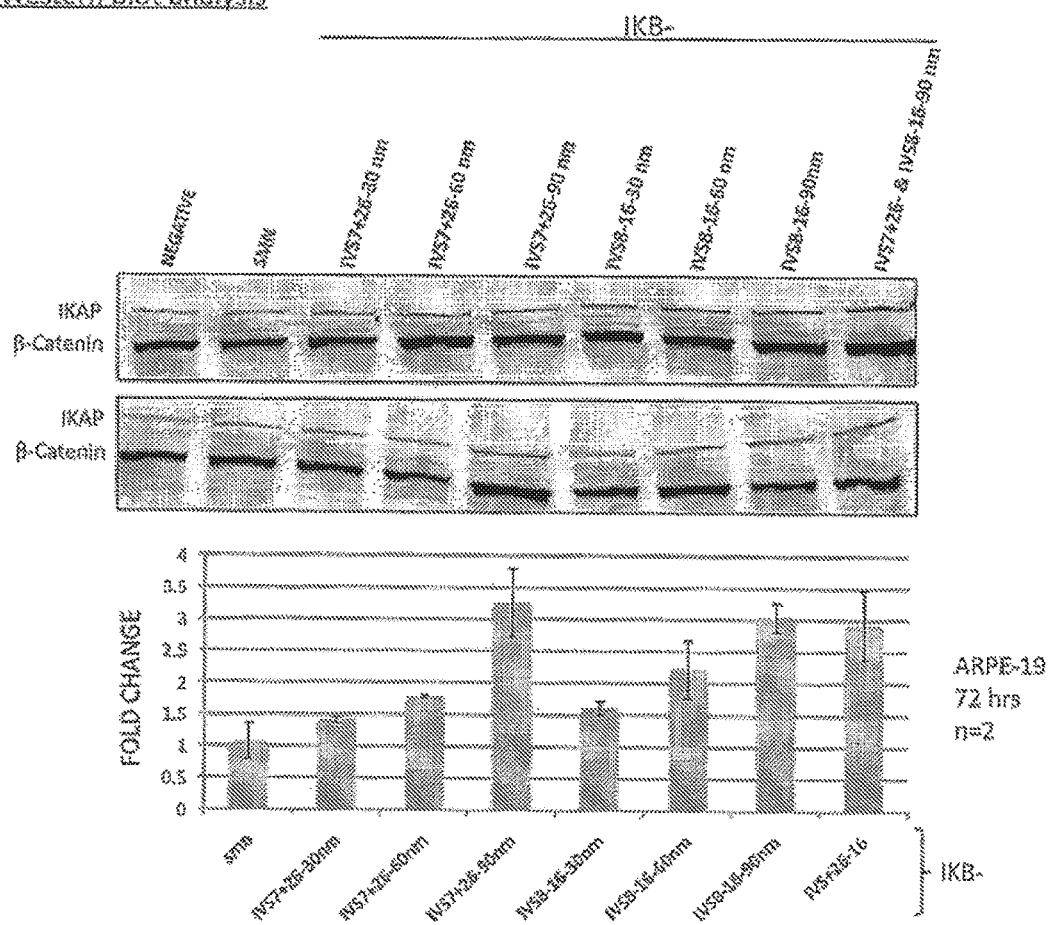 Western blot analysis
IKB-
NEGATIVE
SMN
IVS7+26-30 nm
IVS7+26-60 nm
IVS7+26-90 nm
IVS8-16-30 nm
IVS8-16-60 nm
IVS8-16-90nm
IVS7+26- & IVS8-16-90 nm
IKAP
β-Catenin
IKAP
β-Catenin
FOLD CHANGE
4
3.5
3
2.5
2
1.5
1
0.5
0
ARPE-19
72 hrs
n=2
smn
IVS7+26-30nm
IVS7+26-60nm
IVS7+26-90nm
IVS8-16-30nm
IVS8-16-60nm
IVS8-16-90nm
IVS+26-16
IKB-